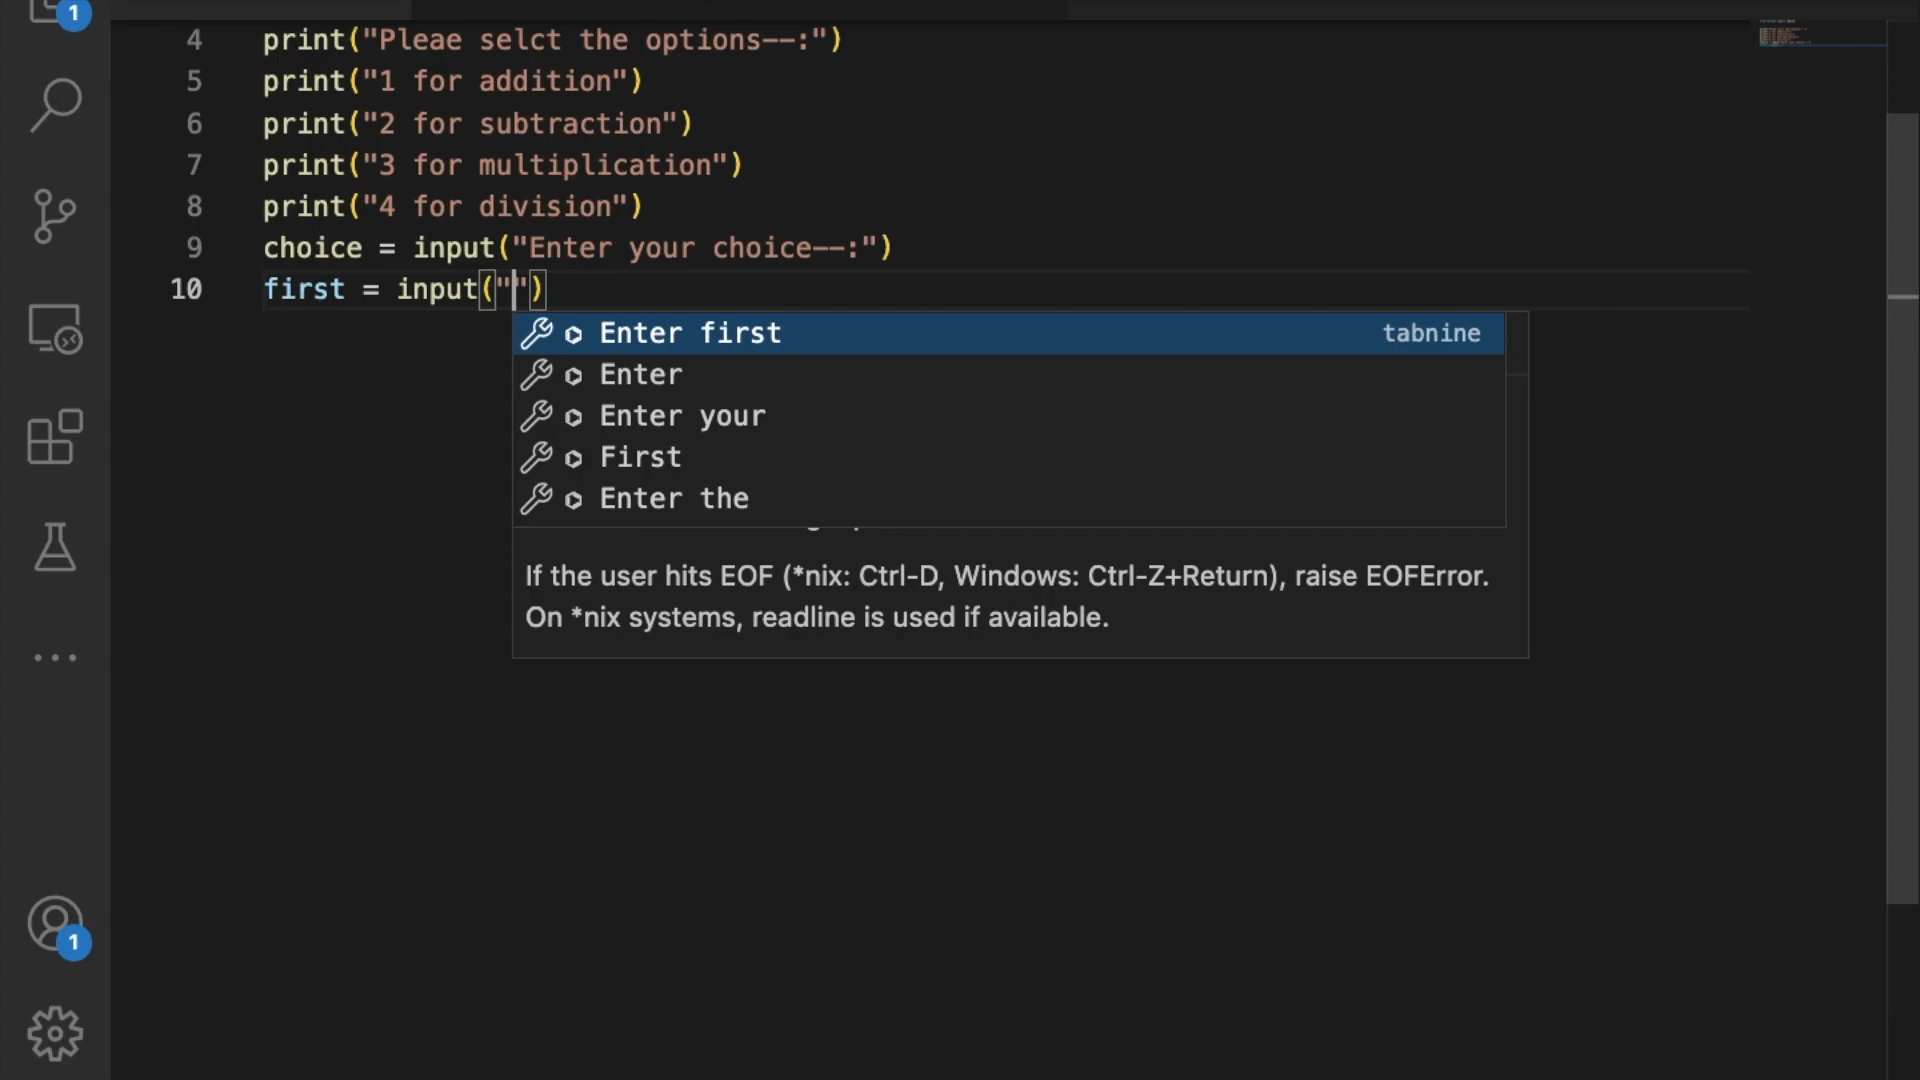 1
4 print("Pleae selct the options--:")
5 print("1 for addition")
6 print("2 for subtraction")
7 print("3 for multiplication")
8 print("4 for division")
9 choice = input("Enter your choice--:")
10 first = input("")
Enter first tabnine
Enter
Enter your
First
Enter the
If the user hits EOF (*nix: Ctrl-D, Windows: Ctrl-Z+Return), raise EOFError.
On *nix systems, readline is used if available.
1